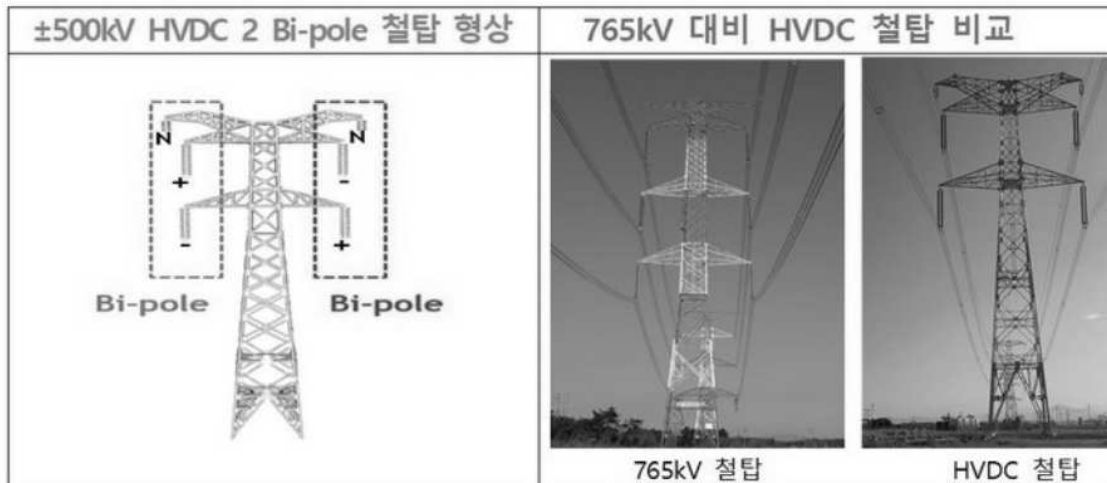 ±500kV HVDC 2 Bi-pole 철탑 형상
765kV 대비 HVDC 철탑 비교
Z Z
+ -
- +
Bi-pole Bi-pole
765kV 철탑 HVDC 철탑